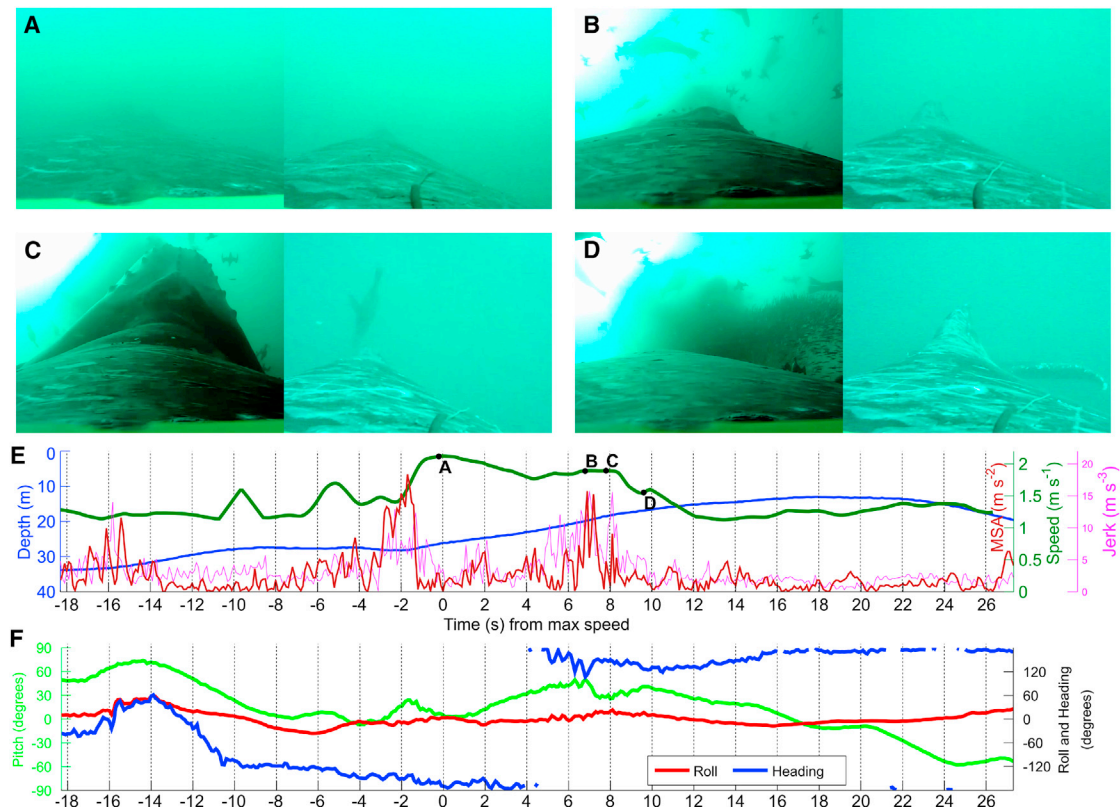 A
B
C
D
E
0
10
20
30
40
Depth (m)
A
B
C
D
2
1.5
1
0.5
0
MSA (m s⁻²)
Speed (m s⁻¹)
20
15
10
5
0
Jerk (m s⁻³)
-18 -16 -14 -12 -10 -8 -6 -4 -2 0 2 4 6 8 10 12 14 16 18 20 22 24 26
Time (s) from max speed
F
90
60
30
0
-30
-60
-90
Pitch (degrees)
120
60
0
-60
-120
Roll and Heading
(degrees)
Roll Heading
-18 -16 -14 -12 -10 -8 -6 -4 -2 0 2 4 6 8 10 12 14 16 18 20 22 24 26